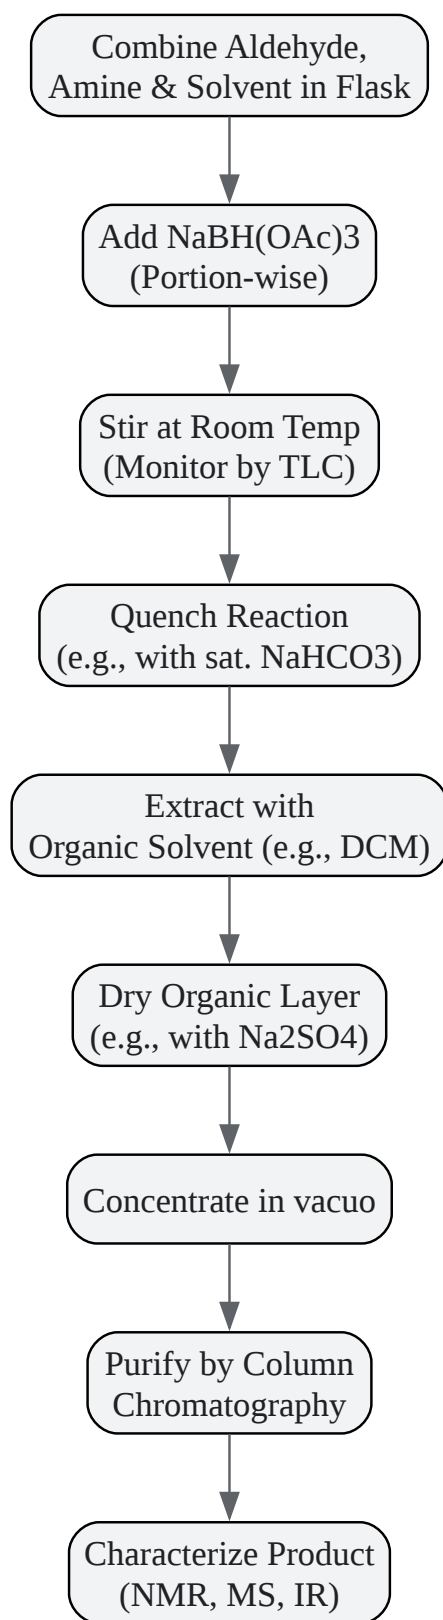 Combine Aldehyde,
Amine & Solvent in Flask
Add NaBH(OAc)3
(Portion-wise)
Stir at Room Temp
(Monitor by TLC)
Quench Reaction
(e.g., with sat. NaHCO3)
Extract with
Organic Solvent (e.g., DCM)
Dry Organic Layer
(e.g., with Na2SO4)
Concentrate in vacuo
Purify by Column
Chromatography
Characterize Product
(NMR, MS, IR)